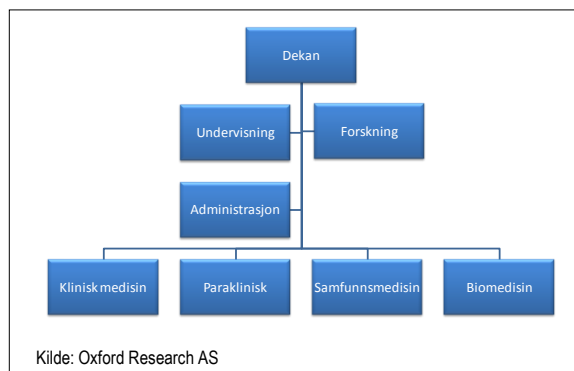 Dekan
Undervisning
Forskning
Administrasjon
Klinisk medisin
Paraklinisk
Samfunnsmedisin
Biomedisin
Kilde: Oxford Research AS